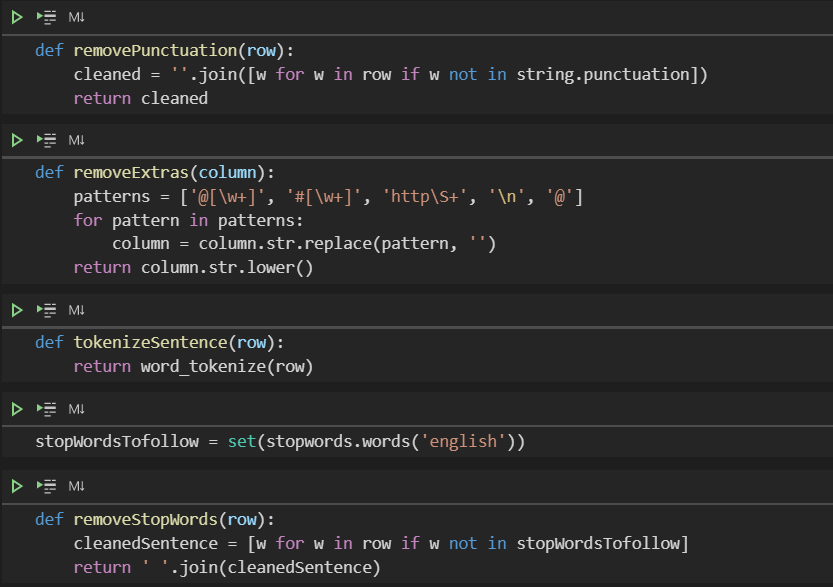 M↓
def removePunctuation(row):
    cleaned = ''.join([w for w in row if w not in string.punctuation])
    return cleaned
M↓
def removeExtras(column):
    patterns = ['@[\w+]', '#[\w+]', 'http\S+', '\n', '@']
    for pattern in patterns:
        column = column.str.replace(pattern, '')
    return column.str.lower()
M↓
def tokenizeSentence(row):
    return word_tokenize(row)
M↓
stopWordsTofollow = set(stopwords.words('english'))
M↓
def removeStopWords(row):
    cleanedSentence = [w for w in row if w not in stopWordsTofollow]
    return ' '.join(cleanedSentence)